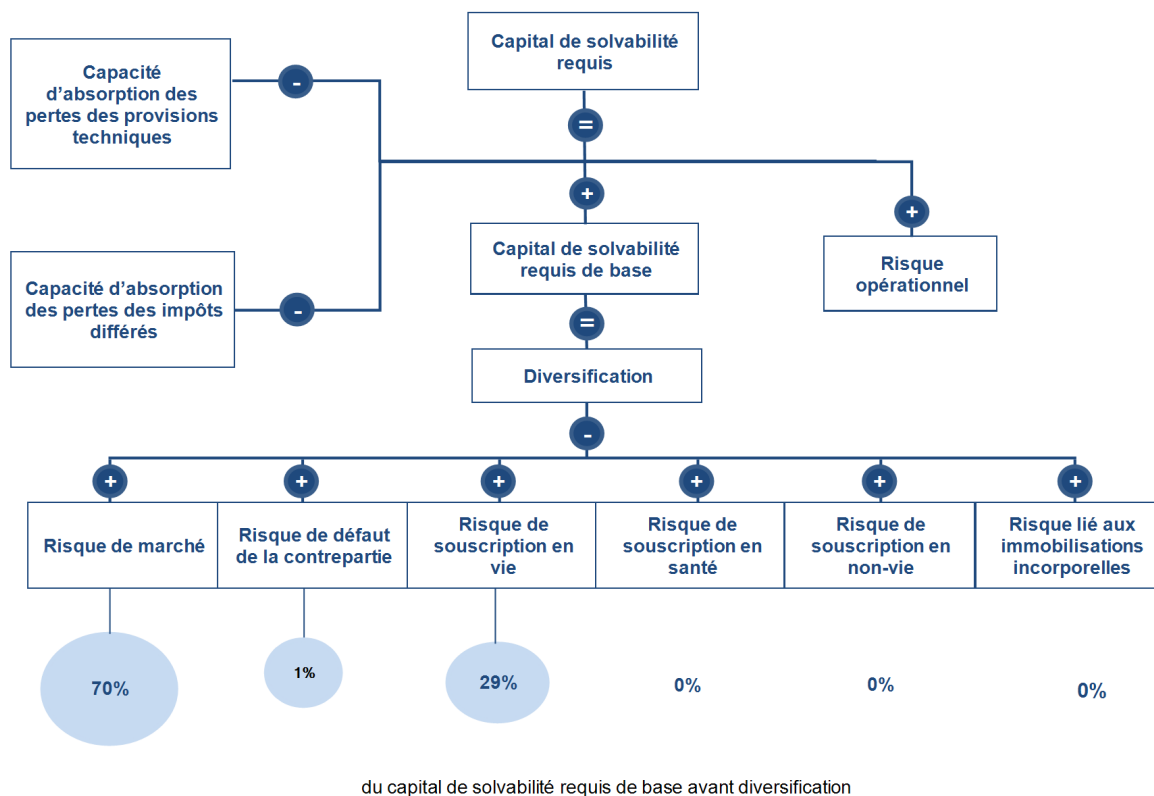 Capital de solvabilité
requis
Capacité
d'absorption des
pertes des provisions
techniques
-
=
+
+
Capital de solvabilité
requis de base
Risque
opérationnel
Capacité d'absorption
des pertes des impôts
différés
-
=
Diversification
-
+
+
+
+
+
+
Risque de marché
Risque de défaut
de la contrepartie
Risque de
souscription en
vie
Risque de
souscription en
santé
Risque de
souscription en
non-vie
Risque lié aux
immobilisations
incorporelles
70%
1%
29%
0%
0%
0%
du capital de solvabilité requis de base avant diversification